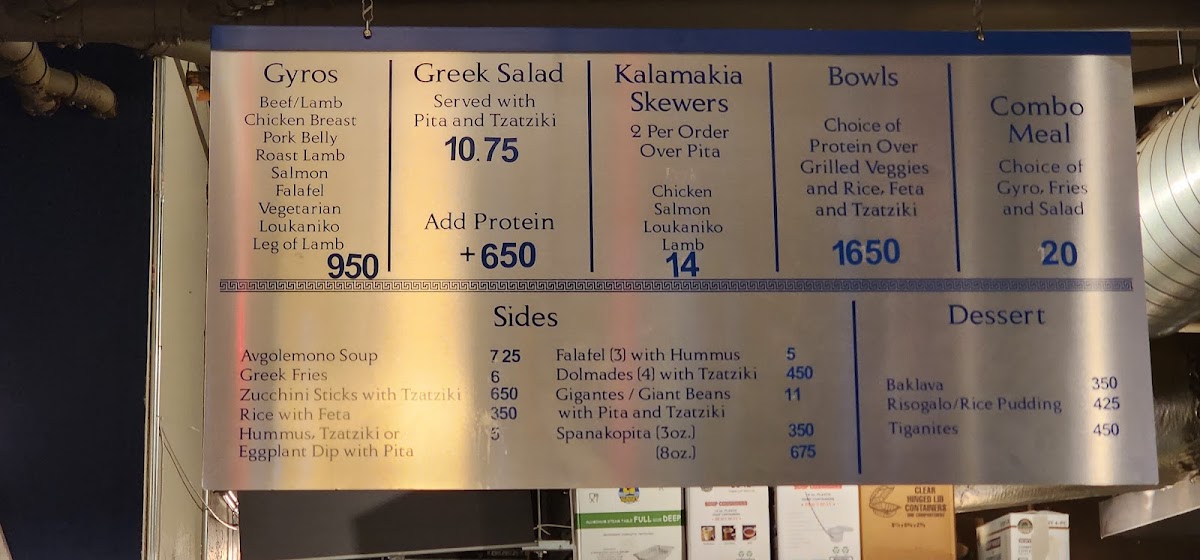 Gyros
Beef/Lamb
Chicken Breast
Pork Belly
Roast Lamb
Salmon
Falafel
Vegetarian
Loukaniko
Leg of Lamb
950
Greek Salad
Served with
Pita and Tzatziki
10.75
Add Protein
+650
Kalamakia
Skewers
2 Per Order
Over Pita
Chicken
Salmon
Loukaniko
Lamb
14
Bowls
Choice of
Protein Over
Grilled Veggies
and Rice, Feta
and Tzatziki
1650
Combo
Meal
Choice of
Gyro, Fries
and Salad
20
Sides
Avgolemono Soup 725
Greek Fries 6
Zucchini Sticks with Tzatziki 650
Rice with Feta 350
Hummus, Tzatziki or 5
Eggplant Dip with Pita
Falafel (3) with Hummus 5
Dolmades (4) with Tzatziki 450
Gigantes / Giant Beans 11
with Pita and Tzatziki
Spanakopita (3oz.) 350
(8oz.) 675
Dessert
Baklava 350
Risogalo/Rice Pudding 425
Tiganites 450
FULL DEEP
CLEAR
HINGED LID
CONTAINERS